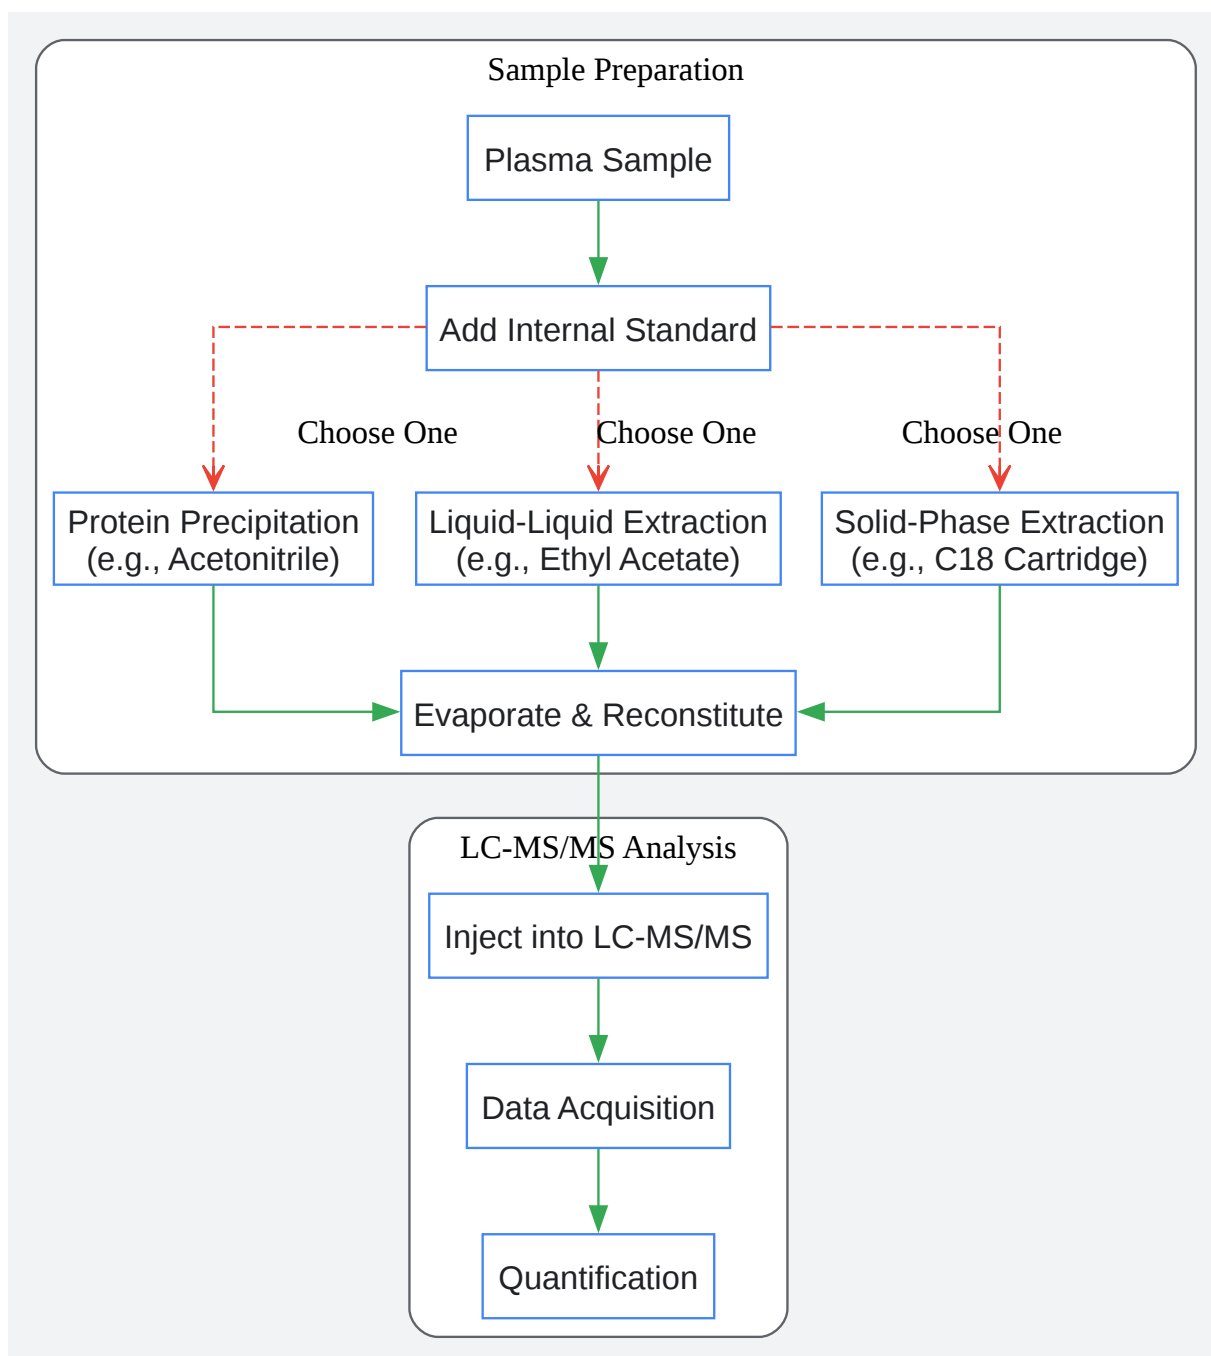 Sample Preparation
Plasma Sample
Add Internal Standard
Choose One
Choose One
Choose One
Protein Precipitation
(e.g., Acetonitrile)
Liquid-Liquid Extraction
(e.g., Ethyl Acetate)
Solid-Phase Extraction
(e.g., C18 Cartridge)
Evaporate & Reconstitute
LC-MS/MS Analysis
Inject into LC-MS/MS
Data Acquisition
Quantification